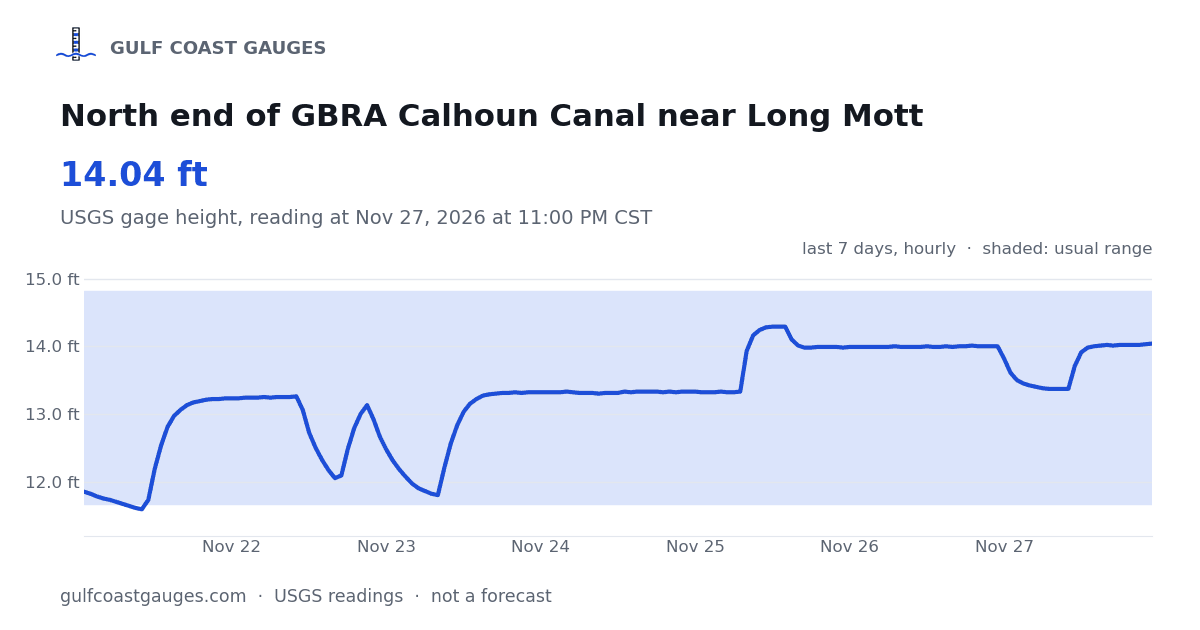 GULF COAST GAUGES
North end of GBRA Calhoun Canal near Long Mott
14.04 ft
USGS gage height, reading at Nov 27, 2026 at 11:00 PM CST
last 7 days, hourly · shaded: usual range
15.0 ft
14.0 ft
13.0 ft
12.0 ft
Nov 22 Nov 23 Nov 24 Nov 25 Nov 26 Nov 27
gulfcoastgauges.com · USGS readings · not a forecast